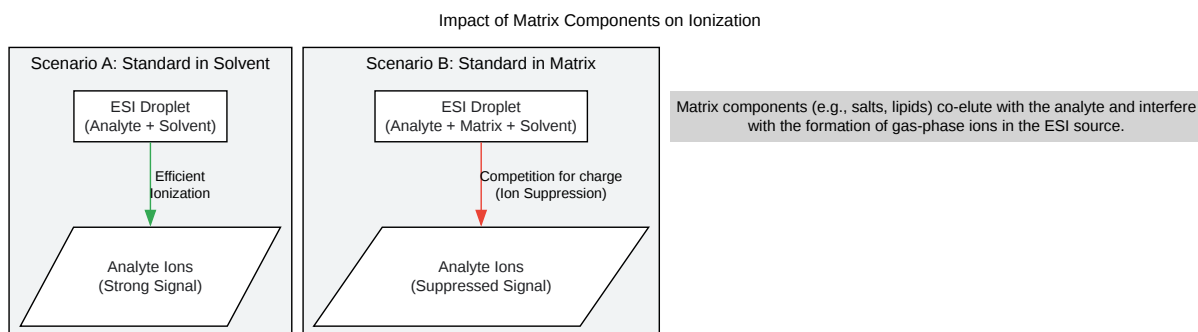 Impact of Matrix Components on Ionization
Scenario A: Standard in Solvent
ESI Droplet
(Analyte + Solvent)
Efficient
Ionization
Analyte Ions
(Strong Signal)
Scenario B: Standard in Matrix
ESI Droplet
(Analyte + Matrix + Solvent)
Competition for charge
(Ion Suppression)
Analyte Ions
(Suppressed Signal)
Matrix components (e.g., salts, lipids) co-elute with the analyte and interfere
with the formation of gas-phase ions in the ESI source.